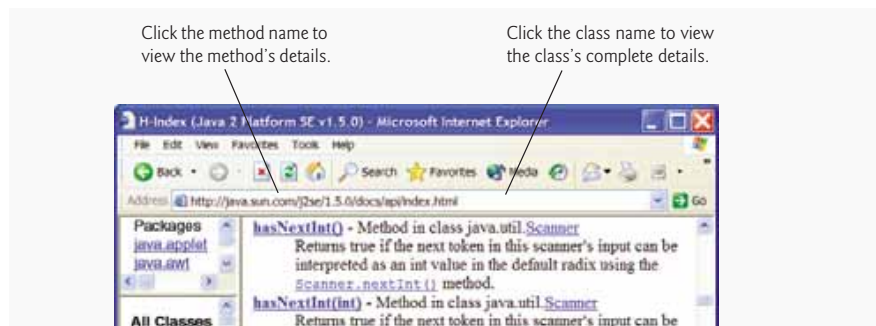 Click the method name to
view the method's details.
Click the class name to view
the class's complete details.
H-Index (Java 2 Platform SE v1.5.0) - Microsoft Internet Explorer
File Edit View Favorites Tools Help
Back Search Favorites Media
Address http://java.sun.com/j2se/1.5.0/docs/api/index.html Go
Packages
java.applet
java.awt
All Classes
hasNextInt() - Method in class java.util.Scanner
Returns true if the next token in this scanner's input can be
interpreted as an int value in the default radix using the
Scanner.nextInt() method.
hasNextInt(int) - Method in class java.util.Scanner
Returns true if the next token in this scanner's input can be